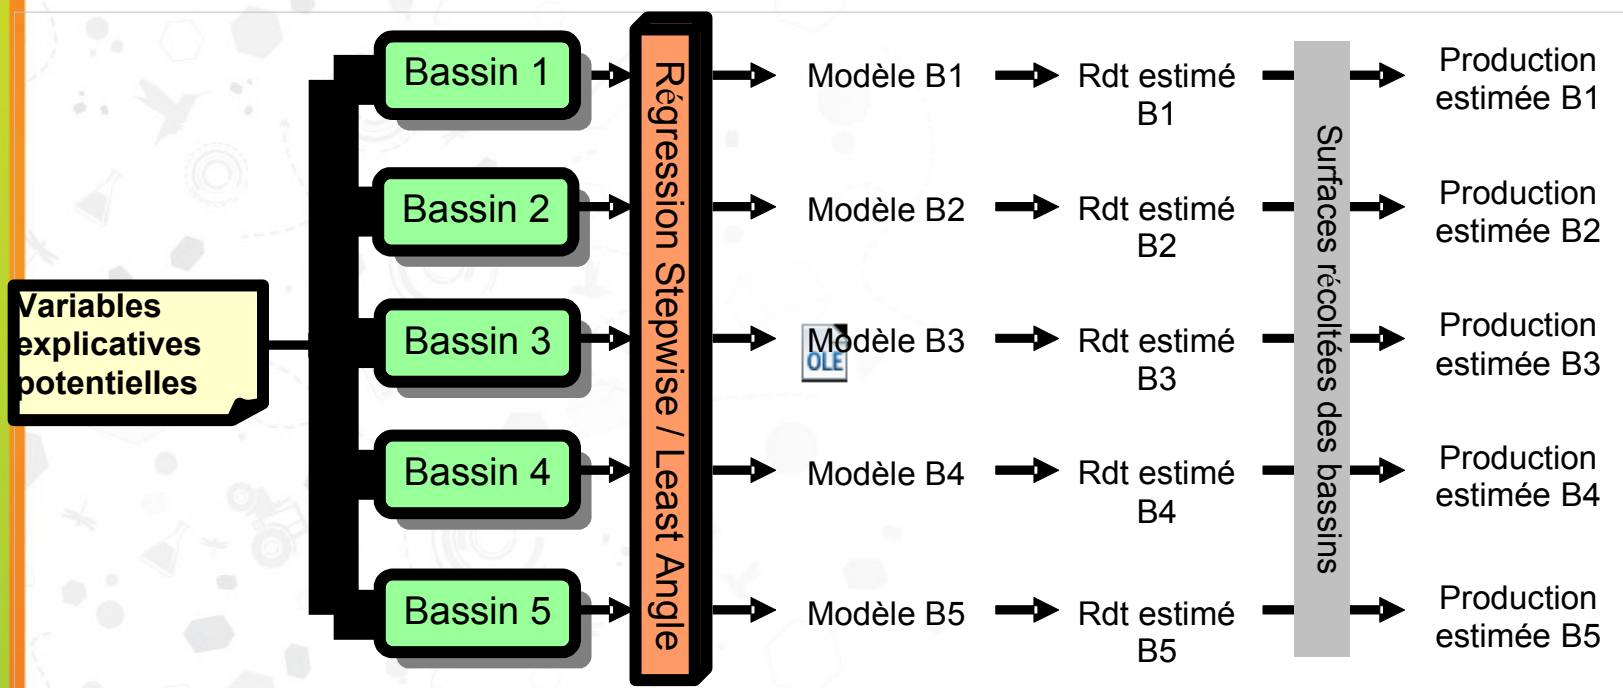 Variables
explicatives
potentielles
Bassin 1
Bassin 2
Bassin 3
Bassin 4
Bassin 5
Régression Stepwise / Least Angle
Modèle B1
Rdt estimé
B1
Modèle B2
Rdt estimé
B2
Modèle B3
OLE
Rdt estimé
B3
Modèle B4
Rdt estimé
B4
Modèle B5
Rdt estimé
B5
Surfaces récoltées des bassins
Production
estimée B1
Production
estimée B2
Production
estimée B3
Production
estimée B4
Production
estimée B5